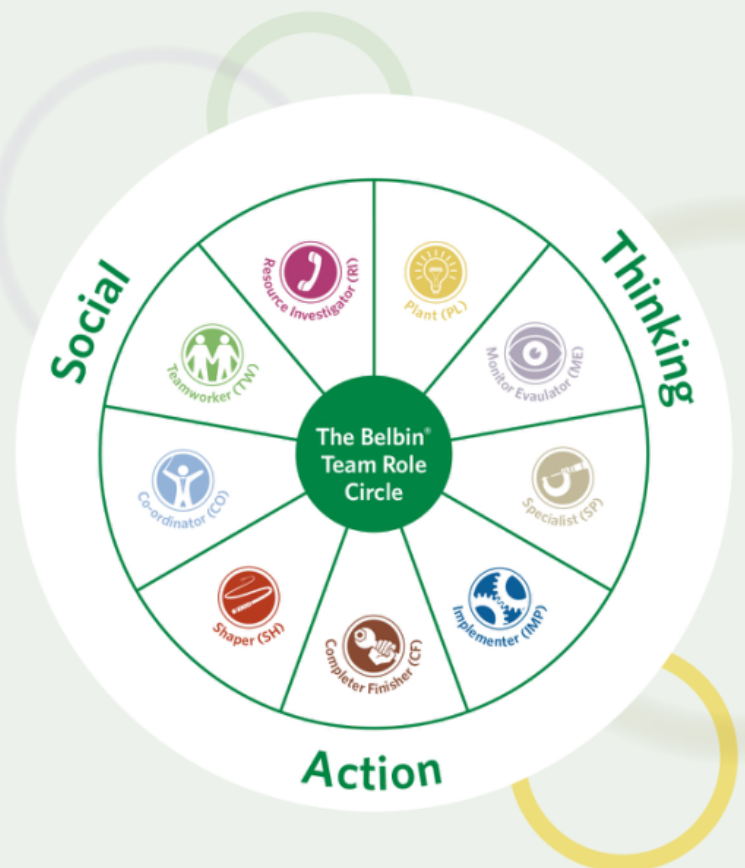 Social
Thinking
Action
The Belbin®
Team Role
Circle
Resource Investigator (RI)
Plant (PL)
Monitor Evaulator (ME)
Specialist (SP)
Implementer (IMP)
Completer Finisher (CF)
Shaper (SH)
Co-ordinator (CO)
Teamworker (TW)